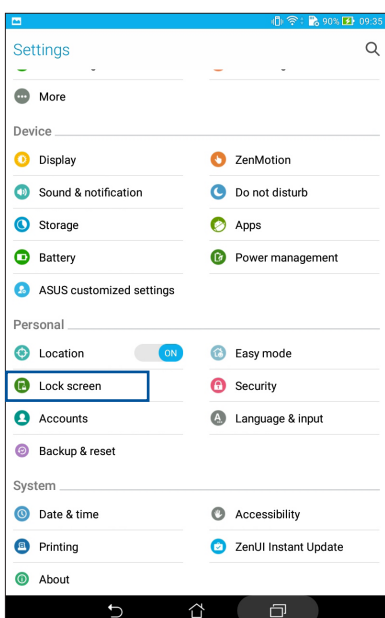 90% 09:35
Settings
More
Device
Display ZenMotion
Sound & notification Do not disturb
Storage Apps
Battery Power management
ASUS customized settings
Personal
Location ON Easy mode
Lock screen Security
Accounts Language & input
Backup & reset
System
Date & time Accessibility
Printing ZenUI Instant Update
About